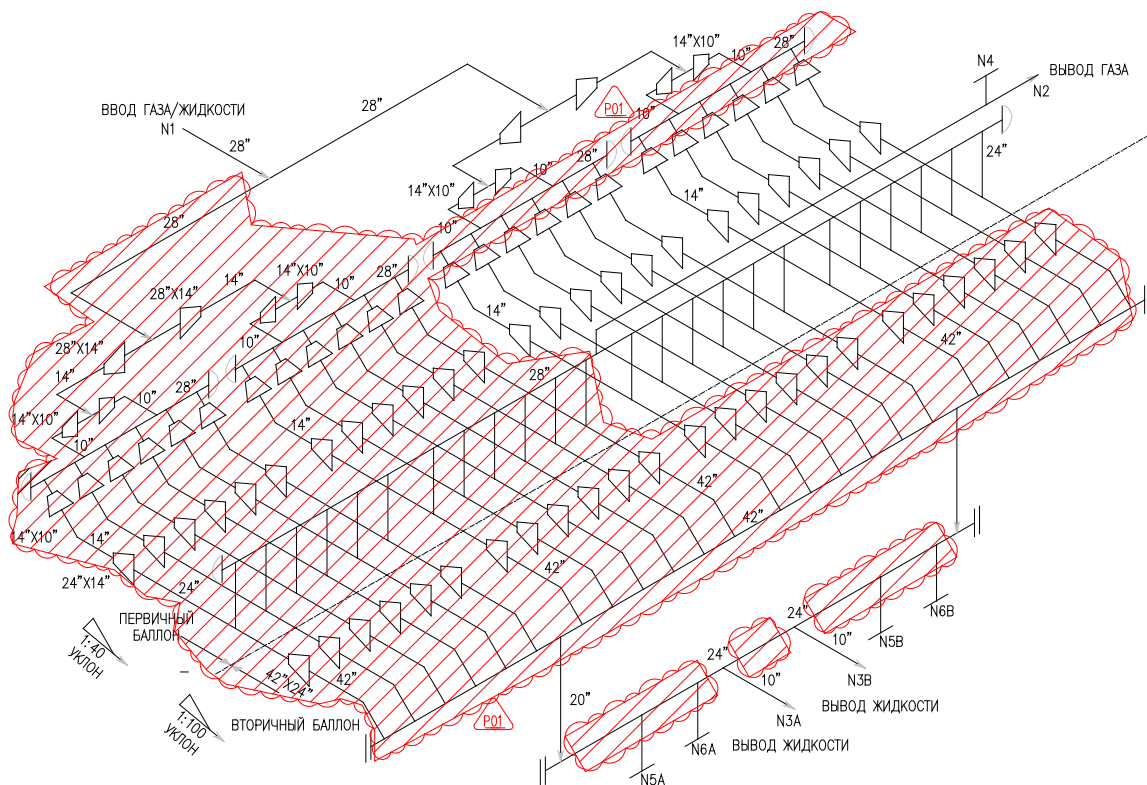 14"X10"
10"
28"
N4
ВЫВОД ГАЗА
N2
ВВОД ГАЗА/ЖИДКОСТИ
N1
28"
28"
P01
10"
24"
14"X10"
10"
28"
14"
28"
10"
14"
14"X10"
10"
28"
28"X14"
14"
28"X14"
10"
42"
14"
14"X10"
10"
28"
28"
14"
10"
42"
42"
14"X10"
14"
42"
24"X14"
24"
ПЕРВИЧНЫЙ
БАЛЛОН
1:40
УКЛОН
42"X24"
42"
1:100
УКЛОН
ВТОРИЧНЫЙ БАЛЛОН
P01
20"
24"
10"
24"
10"
N6B
N5B
N3B
ВЫВОД ЖИДКОСТИ
N3A
ВЫВОД ЖИДКОСТИ
N6A
N5A